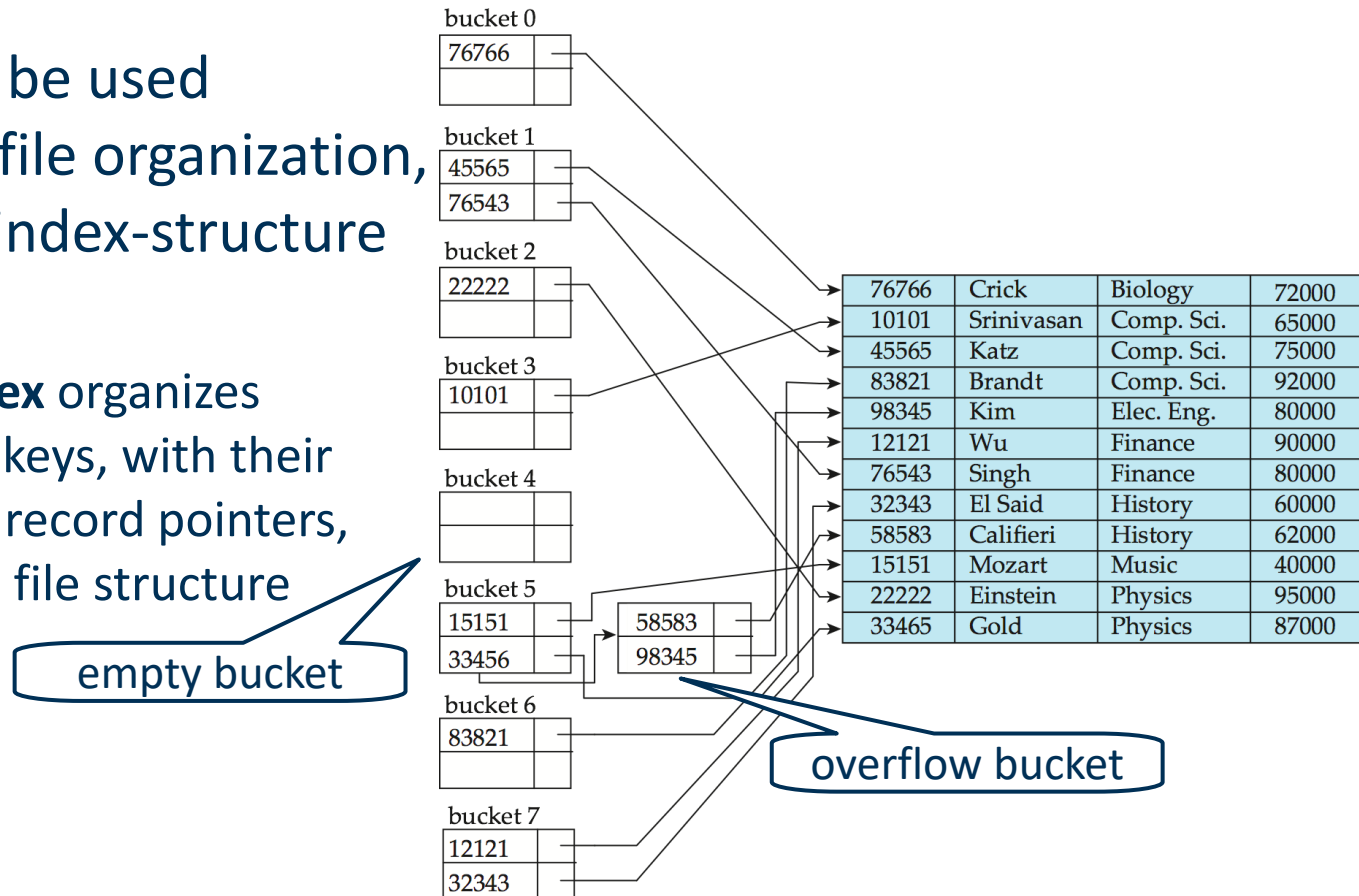 be used
file organization,
index-structure
ex organizes
keys, with their
record pointers,
file structure
empty bucket
bucket 0
76766
bucket 1
45565
76543
bucket 2
22222
bucket 3
10101
bucket 4
bucket 5
15151
33456
58583
98345
overflow bucket
bucket 6
83821
bucket 7
12121
32343
76766 Crick Biology 72000
10101 Srinivasan Comp. Sci. 65000
45565 Katz Comp. Sci. 75000
83821 Brandt Comp. Sci. 92000
98345 Kim Elec. Eng. 80000
12121 Wu Finance 90000
76543 Singh Finance 80000
32343 El Said History 60000
58583 Califieri History 62000
15151 Mozart Music 40000
22222 Einstein Physics 95000
33465 Gold Physics 87000